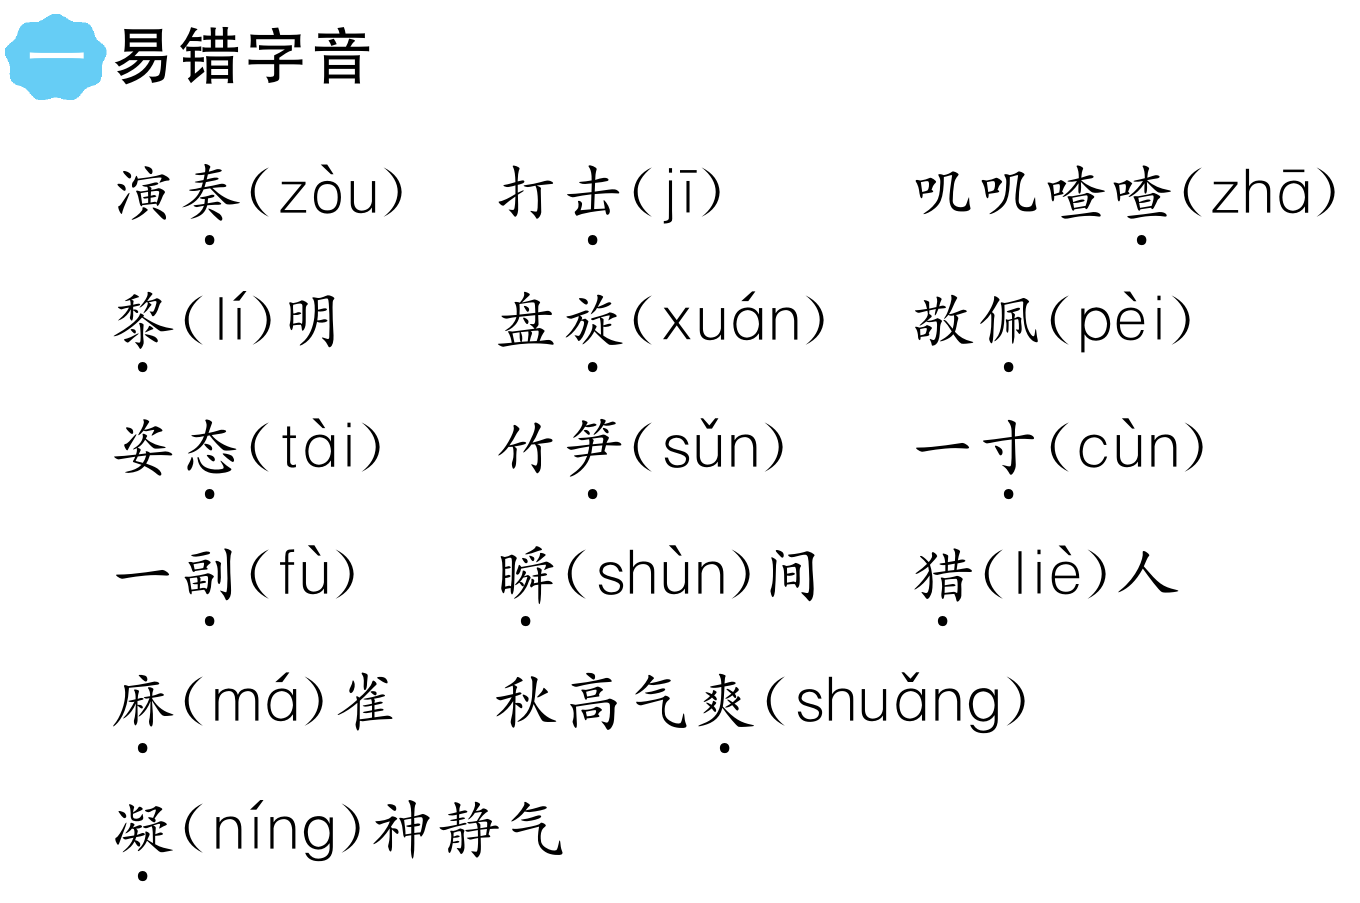 一 易错字音
演奏(zòu) 打击(jī) 叽叽喳喳(zhā)
黎(lí)明 盘旋(xuán) 敬佩(pèi)
姿态(tài) 竹笋(sǔn) 一寸(cùn)
一副(fù) 瞬(shùn)间 猎(liè)人
麻(má)雀 秋高气爽(shuǎng)
凝(níng)神静气